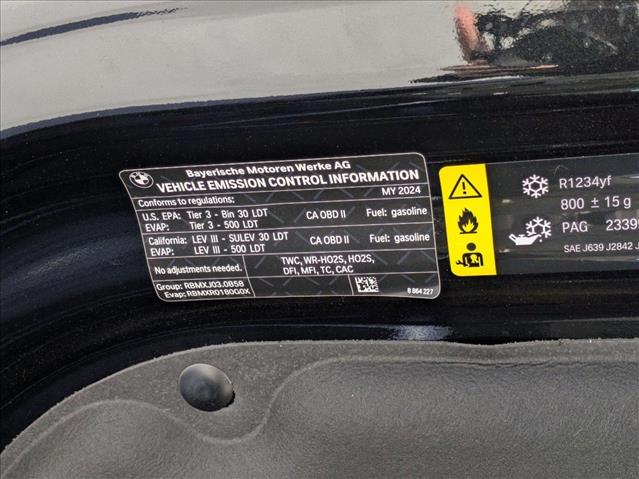 Bayerische Motoren Werke AG
VEHICLE EMISSION CONTROL INFORMATION
Conforms to regulations: MY 2024
U.S. EPA: Tier 3 - Bin 30 LDT CA OBD II Fuel: gasoline
EVAP: Tier 3 - 500 LDT
California: LEV III - SULEV 30 LDT CA OBD II Fuel: gasoline
EVAP: LEV III - 500 LDT
No adjustments needed. TWC, WR-HO2S, HO2S,
DFI, MFI, TC, CAC
Group: RBMXJ03.0B58
Evap: RBMXR0180G0X
8 864 227
R1234yf
800 ± 15 g
PAG 23395
SAE J639 J2842 J